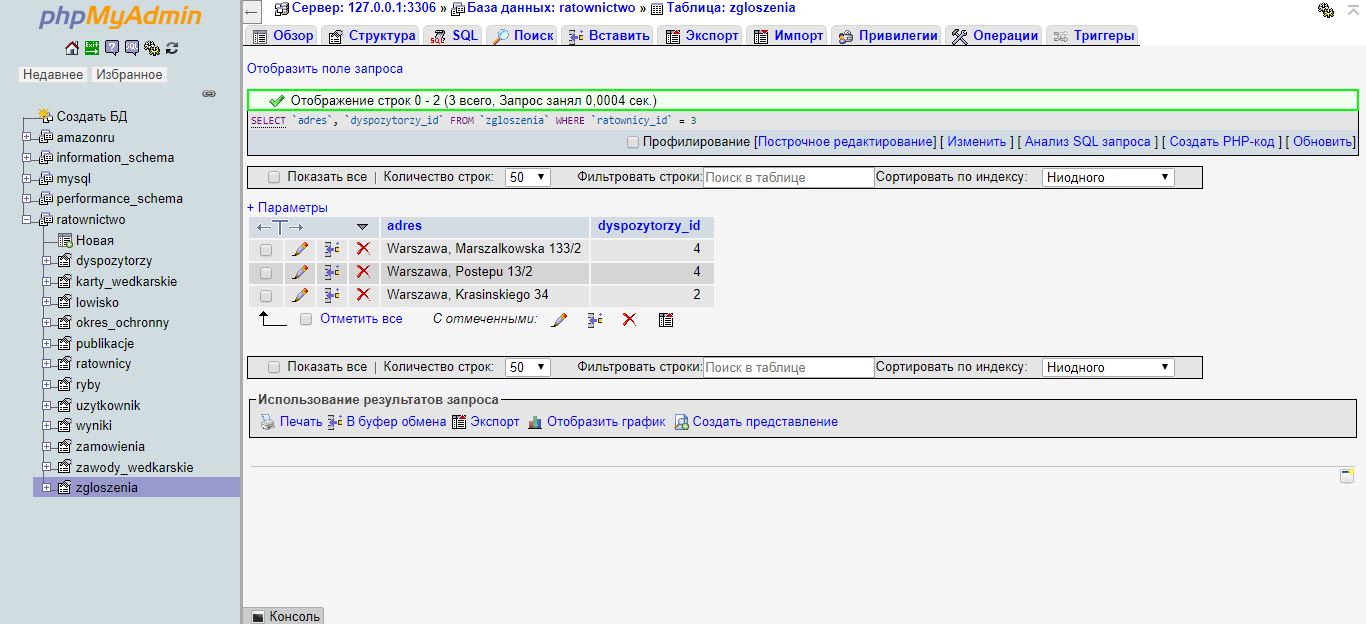 phpMyAdmin
Недавнее Избранное
Создать БД
amazonru
information_schema
mysql
performance_schema
ratownictwo
Новая
dyspozytorzy
karty_wedkarskie
lowisko
okres_ochronny
publikacje
ratownicy
ryby
uzytkownik
wyniki
zamowienia
zawody_wedkarskie
zgloszenia
Сервер: 127.0.0.1:3306 » База данных: ratownictwo » Таблица: zgloszenia
Обзор Структура SQL Поиск Вставить Экспорт Импорт Привилегии Операции Триггеры
Отобразить поле запроса
Отображение строк 0 - 2 (3 всего, Запрос занял 0,0004 сек.)
SELECT `adres`, `dyspozytorzy_id` FROM `zgloszenia` WHERE `ratownicy_id` = 3
Профилирование [Построчное редактирование] [ Изменить ] [ Анализ SQL запроса ] [ Создать PHP-код ] [ Обновить]
Показать все | Количество строк: 50 Фильтровать строки: Поиск в таблице Сортировать по индексу: Ниодного
+ Параметры
adres dyspozytorzy_id
Warszawa, Marszalkowska 133/2 4
Warszawa, Postepu 13/2 4
Warszawa, Krasinskiego 34 2
Отметить все С отмеченными:
Показать все | Количество строк: 50 Фильтровать строки: Поиск в таблице Сортировать по индексу: Ниодного
Использование результатов запроса
Печать В буфер обмена Экспорт Отобразить график Создать представление
Консоль